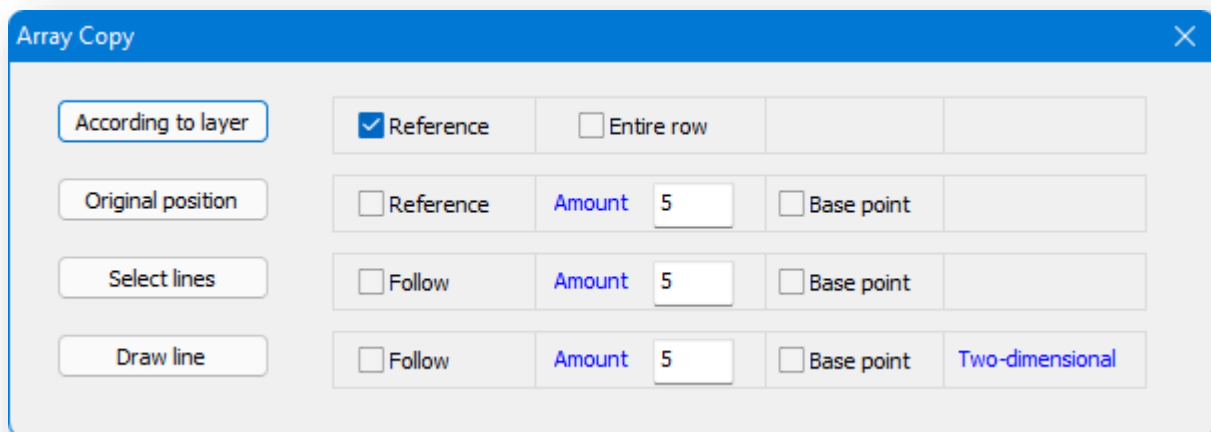 Array Copy
According to layer Reference Entire row
Original position Reference Amount 5 Base point
Select lines Follow Amount 5 Base point
Draw line Follow Amount 5 Base point Two-dimensional